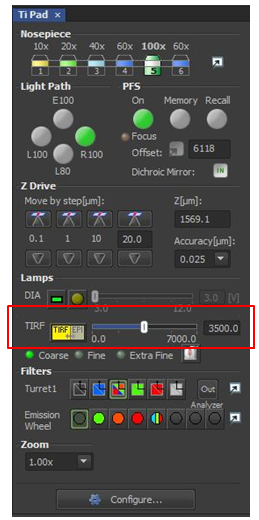 Ti Pad ×
Nosepiece
10x 20x 40x 60x 100x 60x
1 2 3 4 5 6
Light Path PFS
E100 On Memory Recall
Focus
L100 R100 Offset: 6118
L80 Dichroic Mirror: IN
Z Drive
Move by step[µm]: Z[µm]:
1569.1
0.1 1 10 20.0 Accuracy[µm]:
0.025
Lamps
DIA 3.0 [V]
3.0 12.0
TIRF TIRF EPI 3500.0
0.0 7000.0
Coarse Fine Extra Fine
Filters
Turret1 Out
Analyzer
Emission
Wheel
Zoom
1.00x
Configure...